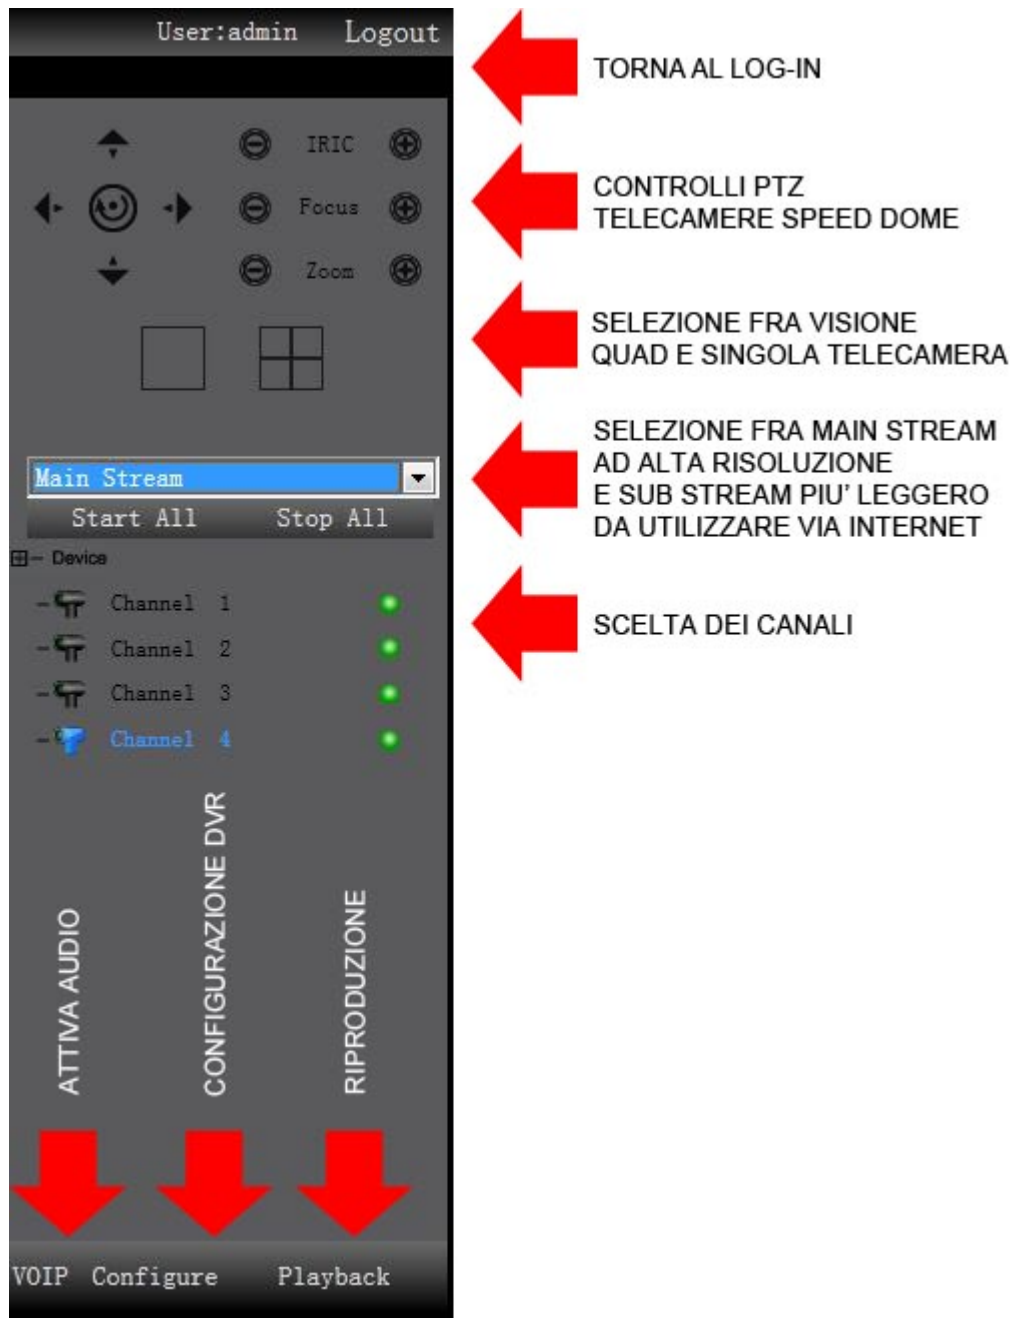 User:admin Logout
TORNA AL LOG-IN
IRIC
Focus
Zoom
CONTROLLI PTZ
TELECAMERE SPEED DOME
SELEZIONE FRA VISIONE
QUAD E SINGOLA TELECAMERA
Main Stream
Start All Stop All
SELEZIONE FRA MAIN STREAM
AD ALTA RISOLUZIONE
E SUB STREAM PIU' LEGGERO
DA UTILIZZARE VIA INTERNET
Device
Channel 1
Channel 2
Channel 3
Channel 4
SCELTA DEI CANALI
ATTIVA AUDIO
CONFIGURAZIONE DVR
RIPRODUZIONE
VOIP Configure Playback